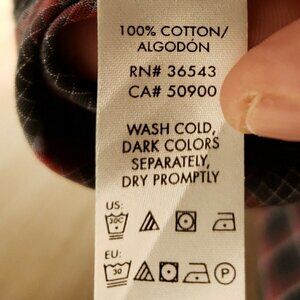 100% COTTON/
ALGODÓN
RN# 36543
CA# 50900
WASH COLD,
DARK COLORS
SEPARATELY,
DRY PROMPTLY
US:
30C
EU:
30 P